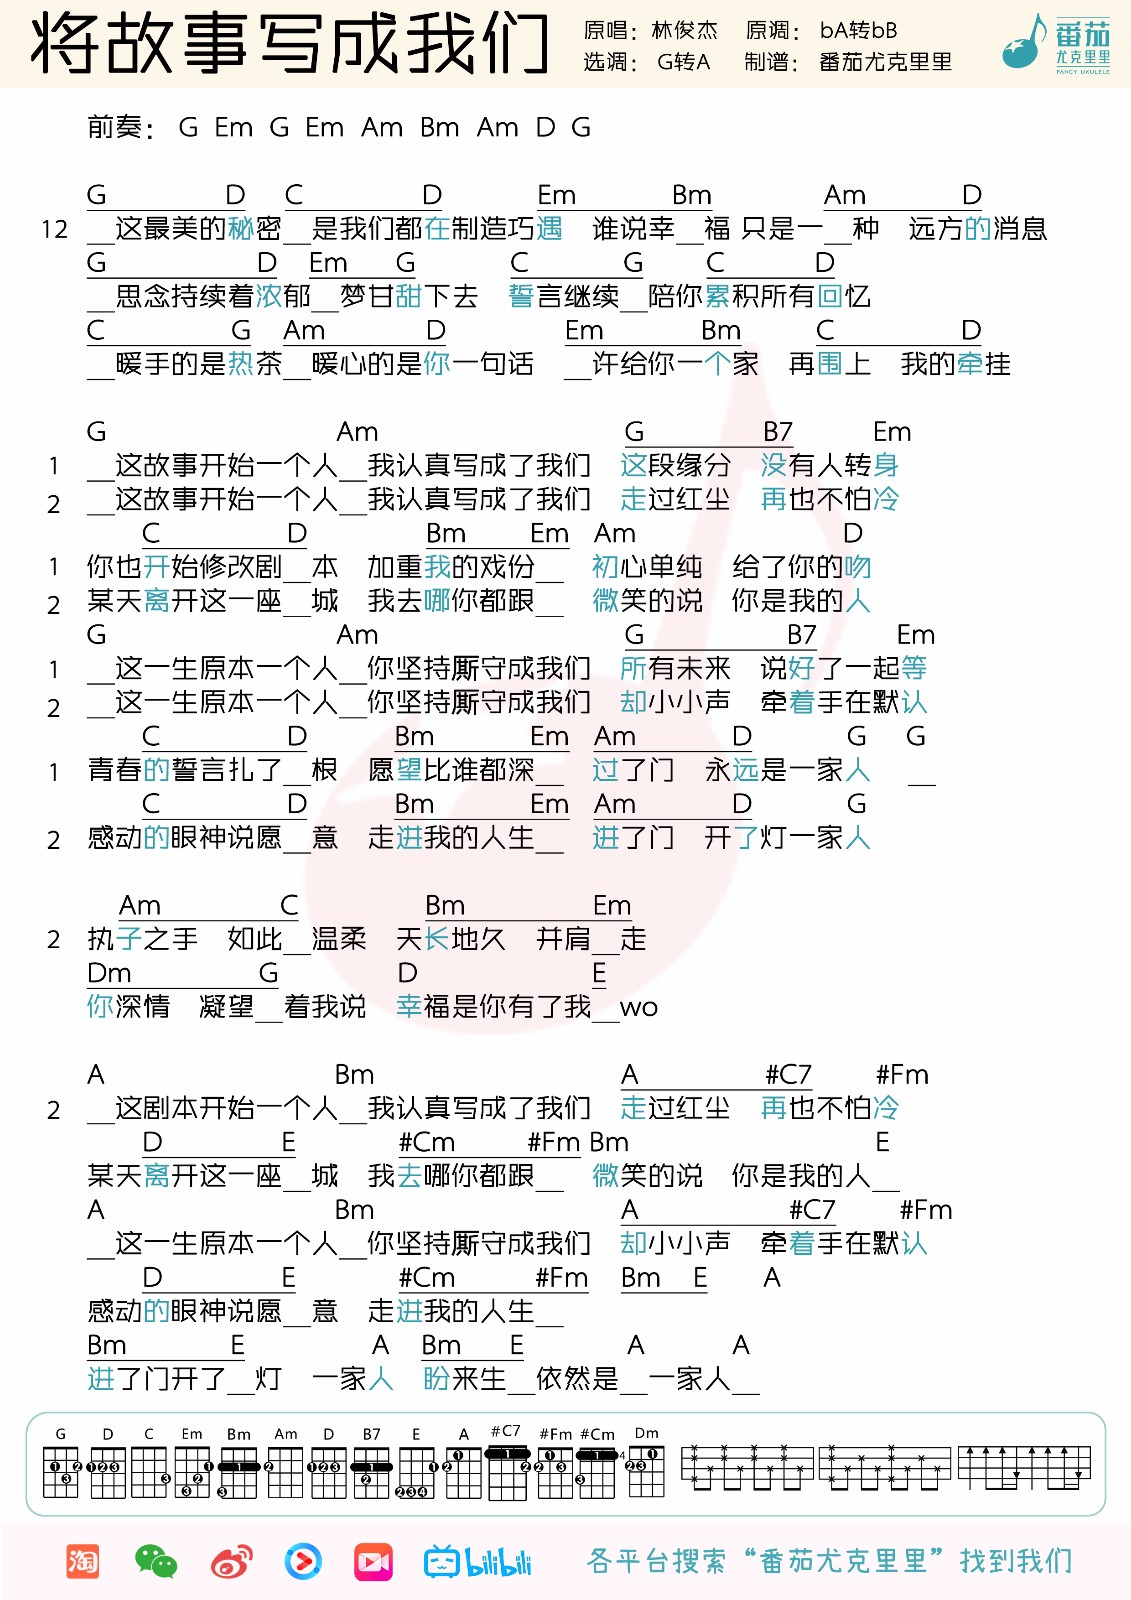 将故事写成我们
原唱：林俊杰 原调：bA转bB
选调：G转A 制谱：番茄尤克里里
番茄
尤克里里
FANCY UKULELE
前奏：G Em G Em Am Bm Am D G
G D C D Em Bm Am D
12 __这最美的秘密__是我们都在制造巧遇 谁说幸__福 只是一__种 远方的消息
G D Em G C G C D
__思念持续着浓郁__梦甘甜下去 誓言继续__陪你累积所有回忆
C G Am D Em Bm C D
__暖手的是热茶__暖心的是你一句话 __许给你一个家 再围上 我的牵挂
G Am G B7 Em
1 __这故事开始一个人__我认真写成了我们 这段缘分 没有人转身
2 __这故事开始一个人__我认真写成了我们 走过红尘 再也不怕冷
C D Bm Em Am D
1 你也开始修改剧__本 加重我的戏份__ 初心单纯 给了你的吻
2 某天离开这一座__城 我去哪你都跟__ 微笑的说 你是我的人
G Am G B7 Em
1 __这一生原本一个人__你坚持厮守成我们 所有未来 说好了一起等
2 __这一生原本一个人__你坚持厮守成我们 却小小声 牵着手在默认
C D Bm Em Am D G G
1 青春的誓言扎了__根 愿望比谁都深__ 过了门 永远是一家人 __
C D Bm Em Am D G
2 感动的眼神说愿__意 走进我的人生__ 进了门 开了灯一家人
Am C Bm Em
2 执子之手 如此__温柔 天长地久 并肩__走
Dm G D E
你深情 凝望__着我说 幸福是你有了我__wo
A Bm A #C7 #Fm
2 __这剧本开始一个人__我认真写成了我们 走过红尘 再也不怕冷
D E #Cm #Fm Bm E
某天离开这一座__城 我去哪你都跟__ 微笑的说 你是我的人__
A Bm A #C7 #Fm
__这一生原本一个人__你坚持厮守成我们 却小小声 牵着手在默认
D E #Cm #Fm Bm E A
感动的眼神说愿__意 走进我的人生__
Bm E A Bm E A A
进了门开了__灯 一家人 盼来生__依然是__一家人__
G D C Em Bm Am D B7 E A #C7 #Fm #Cm Dm
淘 bilibili 各平台搜索“番茄尤克里里”找到我们